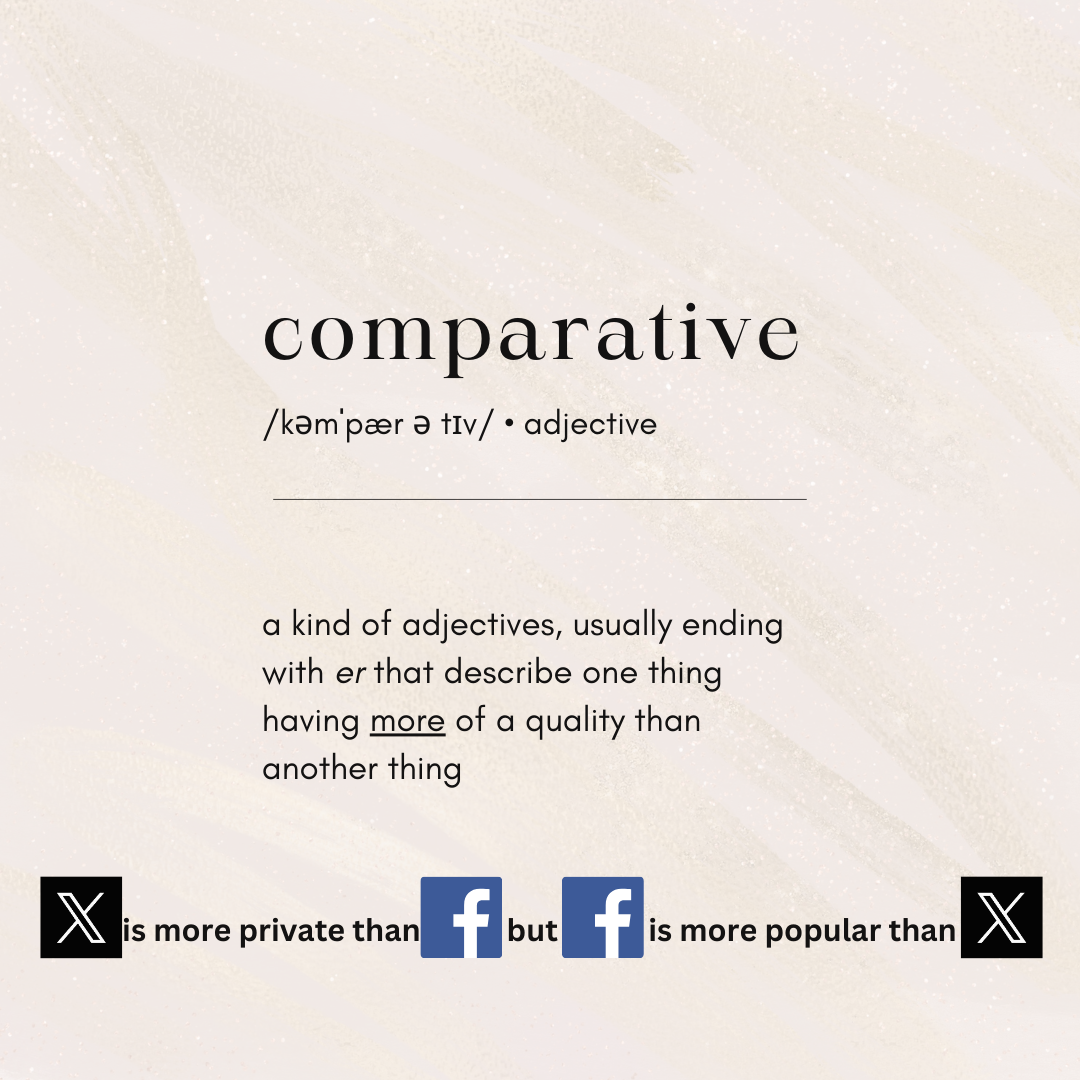 comparative
/kəmˈpær ə tɪv/ • adjective
a kind of adjectives, usually ending
with er that describe one thing
having more of a quality than
another thing
X is more private than f but f is more popular than X